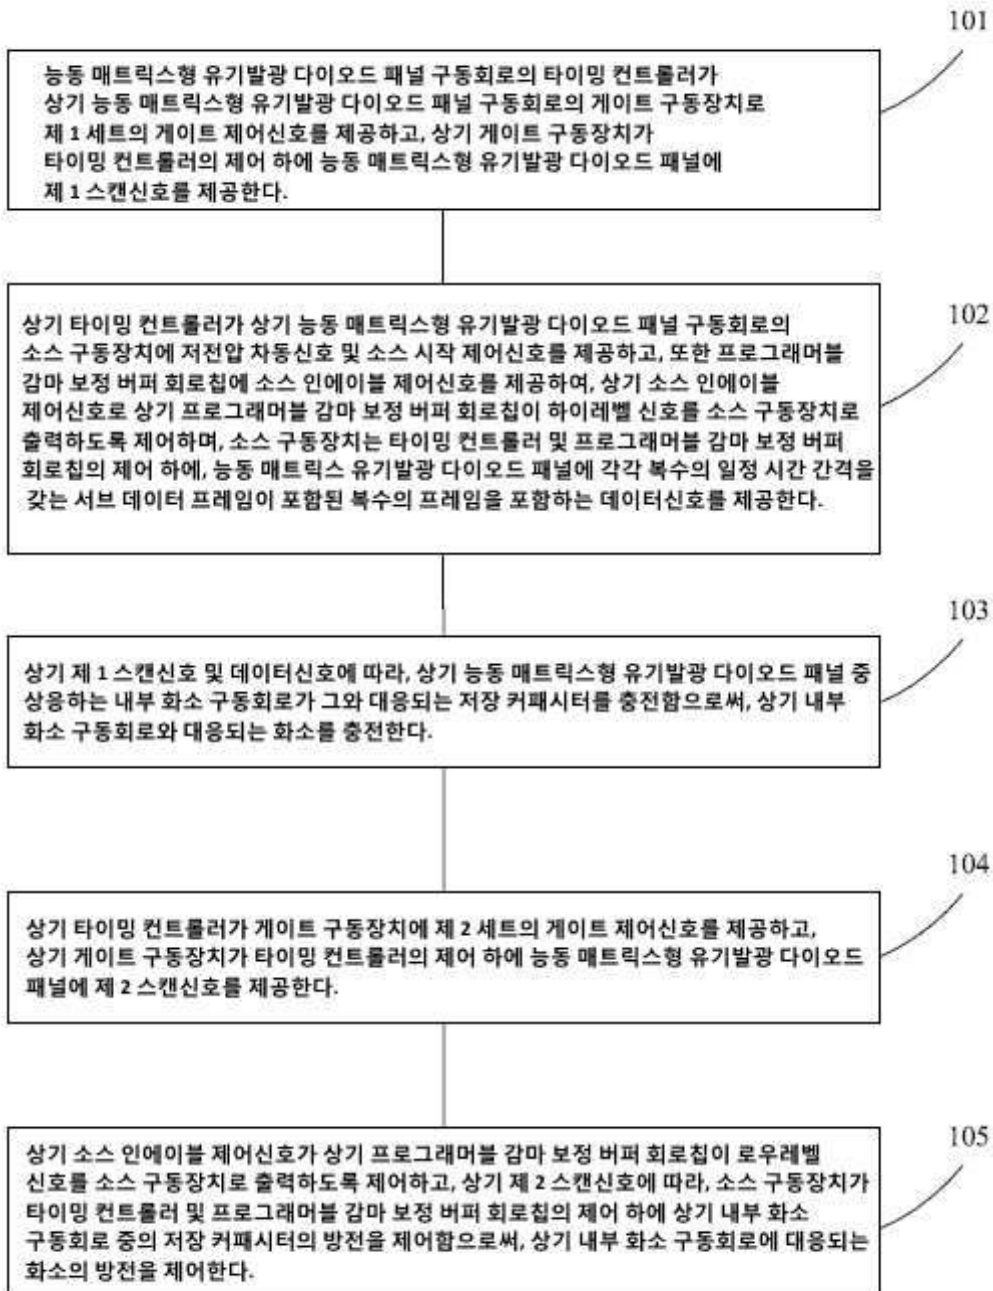 101
능동 매트릭스형 유기발광 다이오드 패널 구동회로의 타이밍 컨트롤러가
상기 능동 매트릭스형 유기발광 다이오드 패널 구동회로의 게이트 구동장치로
제 1 세트의 게이트 제어신호를 제공하고, 상기 게이트 구동장치가
타이밍 컨트롤러의 제어 하에 능동 매트릭스형 유기발광 다이오드 패널에
제 1 스캔신호를 제공한다.
102
상기 타이밍 컨트롤러가 상기 능동 매트릭스형 유기발광 다이오드 패널 구동회로의
소스 구동장치에 저전압 차동신호 및 소스 시작 제어신호를 제공하고, 또한 프로그래머블
감마 보정 버퍼 회로칩에 소스 인에이블 제어신호를 제공하여, 상기 소스 인에이블
제어신호로 상기 프로그래머블 감마 보정 버퍼 회로칩이 하이레벨 신호를 소스 구동장치로
출력하도록 제어하며, 소스 구동장치는 타이밍 컨트롤러 및 프로그래머블 감마 보정 버퍼
회로칩의 제어 하에, 능동 매트릭스 유기발광 다이오드 패널에 각각 복수의 일정 시간 간격을
갖는 서브 데이터 프레임이 포함된 복수의 프레임을 포함하는 데이터신호를 제공한다.
103
상기 제 1 스캔신호 및 데이터신호에 따라, 상기 능동 매트릭스형 유기발광 다이오드 패널 중
상응하는 내부 화소 구동회로가 그와 대응되는 저장 커패시터를 충전함으로써, 상기 내부
화소 구동회로와 대응되는 화소를 충전한다.
104
상기 타이밍 컨트롤러가 게이트 구동장치에 제 2 세트의 게이트 제어신호를 제공하고,
상기 게이트 구동장치가 타이밍 컨트롤러의 제어 하에 능동 매트릭스형 유기발광 다이오드
패널에 제 2 스캔신호를 제공한다.
105
상기 소스 인에이블 제어신호가 상기 프로그래머블 감마 보정 버퍼 회로칩이 로우레벨
신호를 소스 구동장치로 출력하도록 제어하고, 상기 제 2 스캔신호에 따라, 소스 구동장치가
타이밍 컨트롤러 및 프로그래머블 감마 보정 버퍼 회로칩의 제어 하에 상기 내부 화소
구동회로 중의 저장 커패시터의 방전을 제어함으로써, 상기 내부 화소 구동회로에 대응되는
화소의 방전을 제어한다.